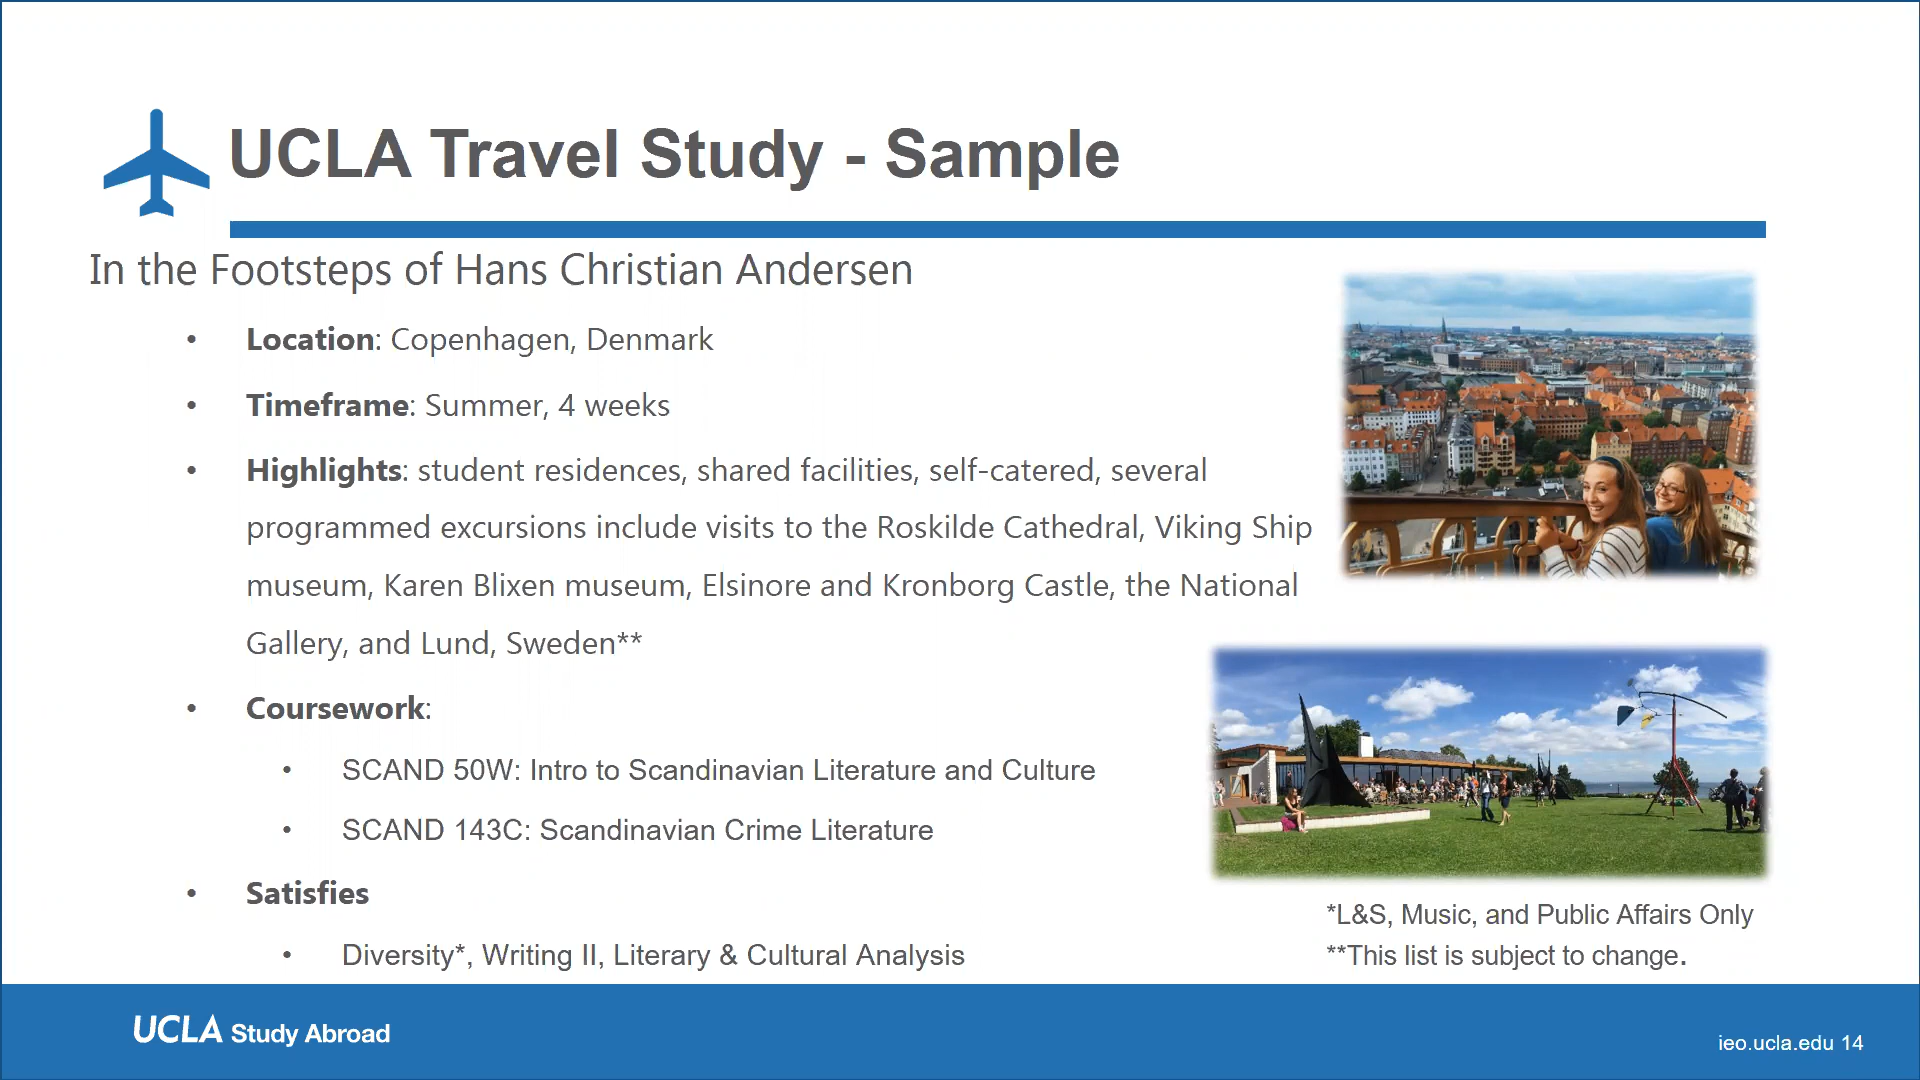 UCLA Travel Study - Sample
In the Footsteps of Hans Christian Andersen
• Location: Copenhagen, Denmark
• Timeframe: Summer, 4 weeks
• Highlights: student residences, shared facilities, self-catered, several
programmed excursions include visits to the Roskilde Cathedral, Viking Ship
museum, Karen Blixen museum, Elsinore and Kronborg Castle, the National
Gallery, and Lund, Sweden**
• Coursework:
• SCAND 50W: Intro to Scandinavian Literature and Culture
• SCAND 143C: Scandinavian Crime Literature
• Satisfies
• Diversity*, Writing II, Literary & Cultural Analysis
*L&S, Music, and Public Affairs Only
**This list is subject to change.
UCLA Study Abroad
ieo.ucla.edu 14